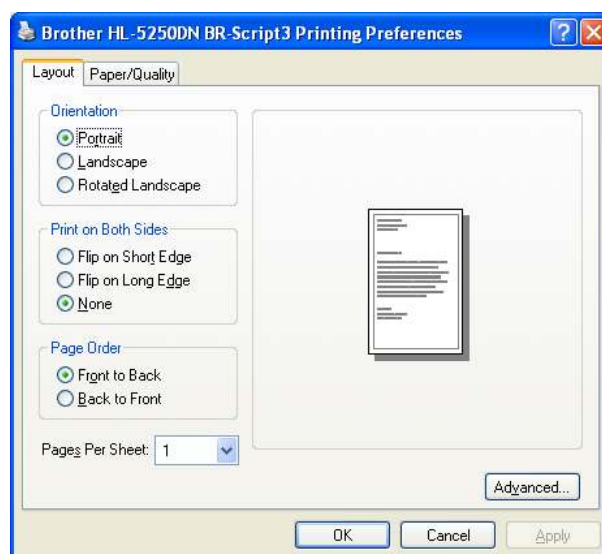 Brother HL-5250DN BR-Script3 Printing Preferences
Layout
Paper/Quality
Orientation
Portrait
Landscape
Rotated Landscape
Print on Both Sides
Flip on Short Edge
Flip on Long Edge
None
Page Order
Front to Back
Back to Front
Pages Per Sheet: 1
Advanced...
OK
Cancel
Apply